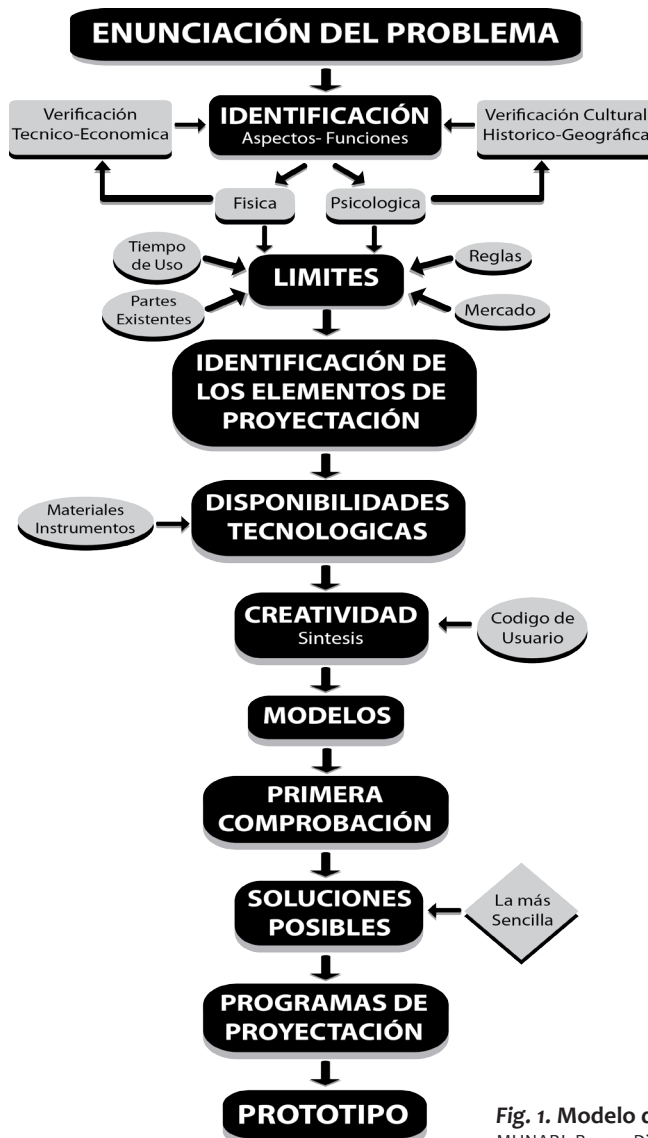 ENUNCIACIÓN DEL PROBLEMA
Verificación
Tecnico-Economica
IDENTIFICACIÓN
Aspectos- Funciones
Verificación Cultural
Historico-Geográfica
Fisica
Psicologica
Tiempo
de Uso
Reglas
LIMITES
Partes
Existentes
Mercado
IDENTIFICACIÓN DE
LOS ELEMENTOS DE
PROYECTACIÓN
Materiales
Instrumentos
DISPONIBILIDADES
TECNOLOGICAS
CREATIVIDAD
Sintesis
Codigo de
Usuario
MODELOS
PRIMERA
COMPROBACIÓN
SOLUCIONES
POSIBLES
La más
Sencilla
PROGRAMAS DE
PROYECTACIÓN
PROTOTIPO
Fig. 1. Modelo
MUNARI, Bruno